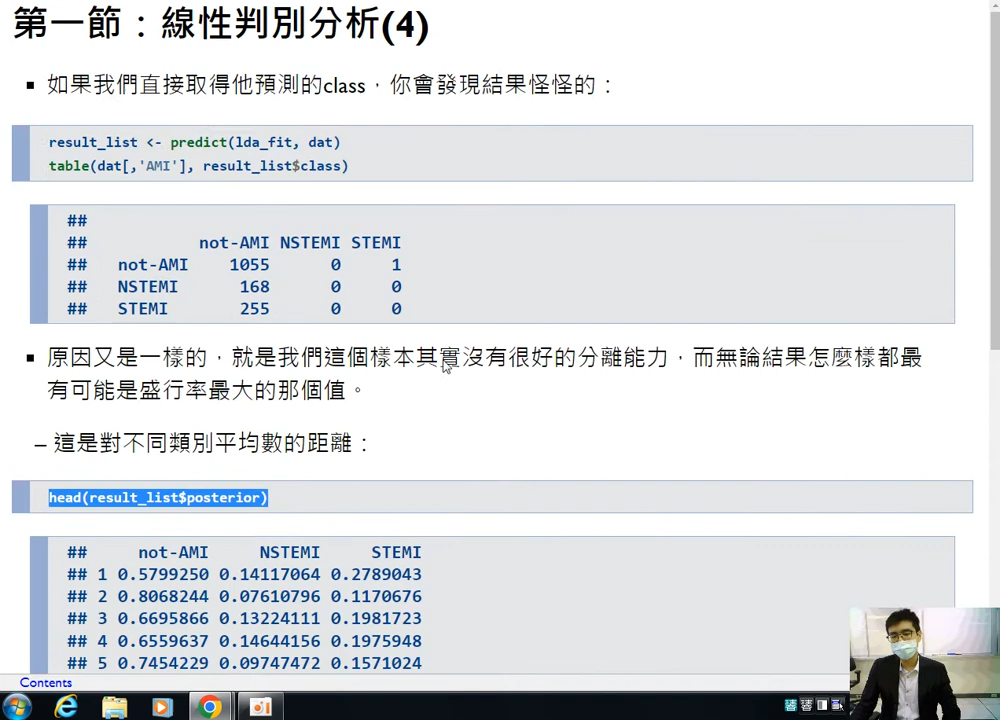 第一節：線性判別分析(4)
▪ 如果我們直接取得他預測的class，你會發現結果怪怪的：
result_list <- predict(lda_fit, dat)
table(dat[,'AMI'], result_list$class)
##
## not-AMI NSTEMI STEMI
## not-AMI 1055 0 1
## NSTEMI 168 0 0
## STEMI 255 0 0
▪ 原因又是一樣的，就是我們這個樣本其實沒有很好的分離能力，而無論結果怎麼樣都最
有可能是盛行率最大的那個值。
– 這是對不同類別平均數的距離：
head(result_list$posterior)
## not-AMI NSTEMI STEMI
## 1 0.5799250 0.14117064 0.2789043
## 2 0.8068244 0.07610796 0.1170676
## 3 0.6695866 0.13224111 0.1981723
## 4 0.6559637 0.14644156 0.1975948
## 5 0.7454229 0.09747472 0.1571024
Contents